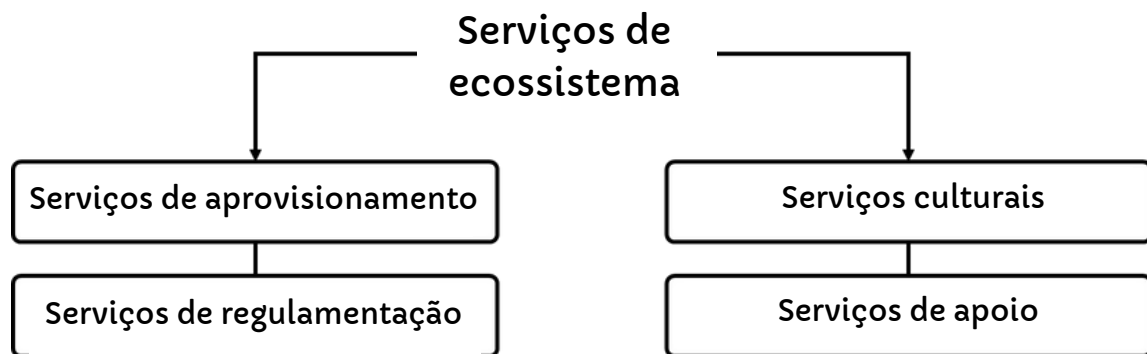 Serviços de
ecossistema
Serviços de aprovisionamento
Serviços culturais
Serviços de regulamentação
Serviços de apoio